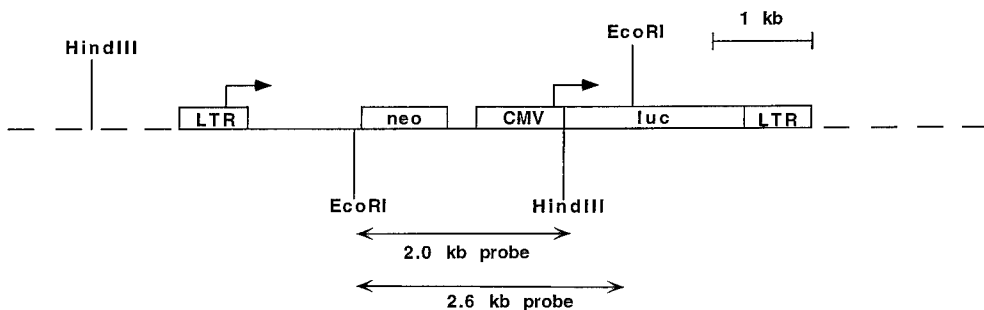 EcoRI
1 kb
HindIII
LTR
neo
CMV
luc
LTR
EcoRI
HindIII
2.0 kb probe
2.6 kb probe